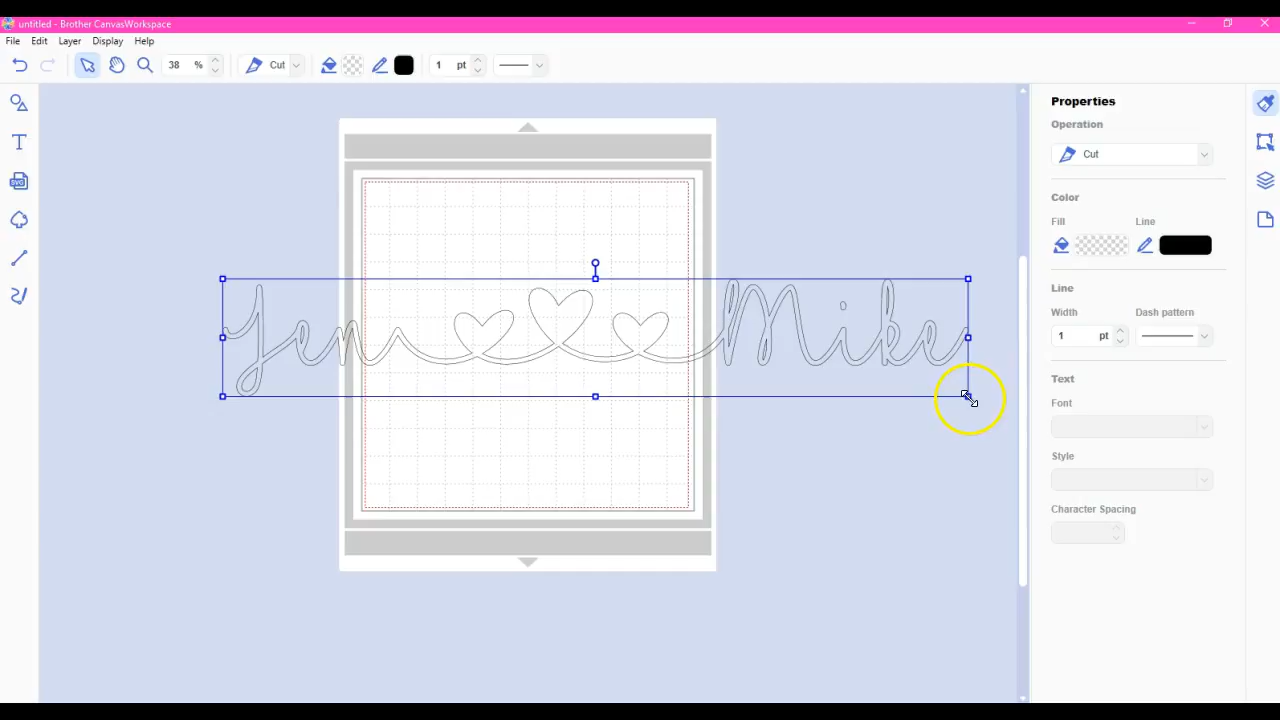 untitled - Brother CanvasWorkspace
File Edit Layer Display Help
38 % Cut 1 pt
T
SVG
Properties
Operation
Cut
Color
Fill Line
Line
Width Dash pattern
1 pt
Text
Font
Style
Character Spacing
Jen Mike